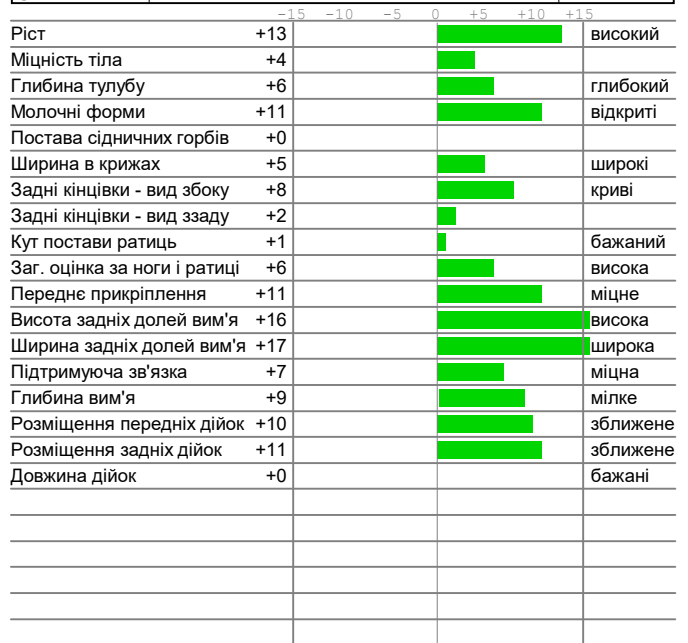 -15 -10 -5 0 +5 +10 +15
Ріст +13 високий
Міцність тіла +4
Глибина тулубу +6 глибокий
Молочні форми +11 відкриті
Постава сідничних горбів +0
Ширина в крижах +5 широкі
Задні кінцівки - вид збоку +8 криві
Задні кінцівки - вид ззаду +2
Кут постави ратиць +1 бажаний
Заг. оцінка за ноги і ратиці +6 висока
Переднє прикріплення +11 міцне
Висота задніх долей вим'я +16 висока
Ширина задніх долей вим'я +17 широка
Підтримуюча зв'язка +7 міцна
Глибина вим'я +9 мілке
Розміщення передніх дійок +10 зближене
Розміщення задніх дійок +11 зближене
Довжина дійок +0 бажані